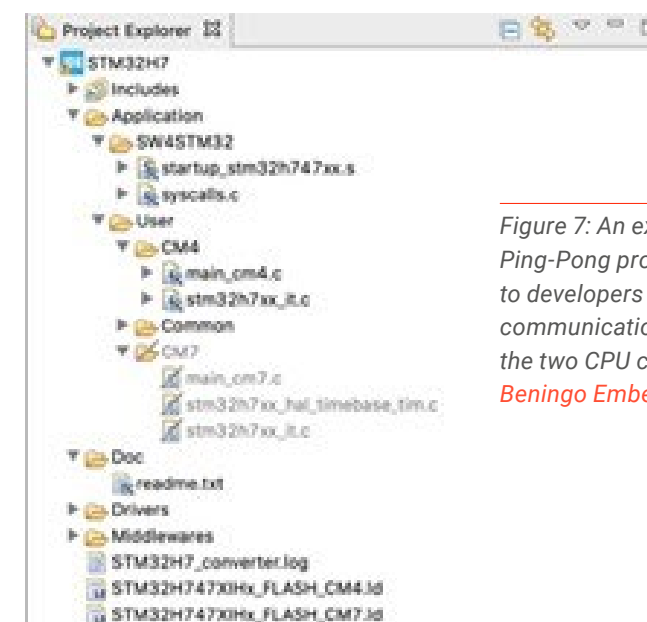 Project Explorer
STM32H7
Includes
Application
SW4STM32
startup_stm32h747xx.s
syscalls.c
User
CM4
main_cm4.c
stm32h7xx_it.c
Common
CM7
main_cm7.c
stm32h7xx_hal_timebase_tim.c
stm32h7xx_it.c
Doc
readme.txt
Drivers
Middlewares
STM32H7_converter.log
STM32H747XIHx_FLASH_CM4.ld
STM32H747XIHx_FLASH_CM7.ld
Figure 7: An ex
Ping-Pong pro
to developers
communicatio
the two CPU c
Beningo Embe